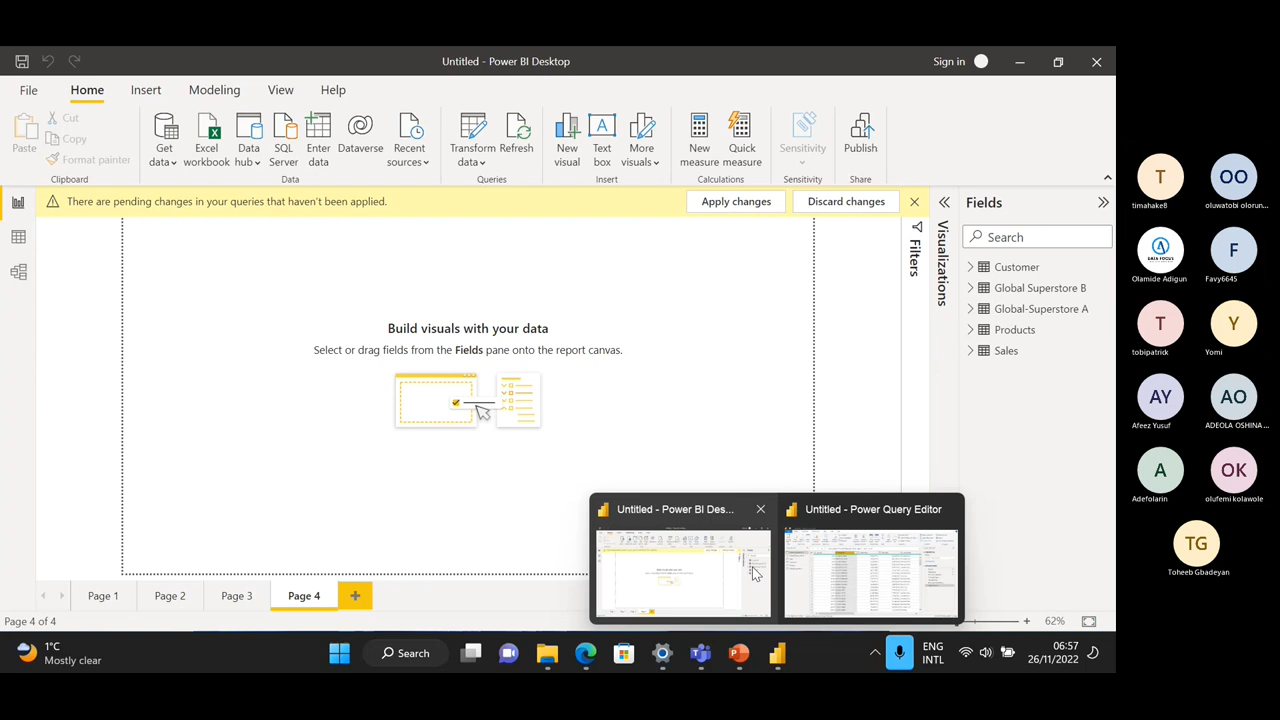 Untitled - Power BI Desktop
Sign in
File
Home
Insert
Modeling
View
Help
Paste
Cut
Copy
Format painter
Get data
Excel workbook
Data hub
SQL Server
Enter data
Dataverse
Recent sources
Transform data
Refresh
New visual
Text box
More visuals
New measure
Quick measure
Sensitivity
Publish
Clipboard
Data
Queries
Insert
Calculations
Sensitivity
Share
There are pending changes in your queries that haven't been applied.
Apply changes
Discard changes
Filters
Visualizations
Fields
Search
Customer
Global Superstore B
Global-Superstore A
Products
Sales
Build visuals with your data
Select or drag fields from the Fields pane onto the report canvas.
Untitled - Power BI Des...
Untitled - Power Query Editor
Page 1
Page
Page 3
Page 4
Page 4 of 4
62%
1°C
Mostly clear
Search
ENG
INTL
06:57
26/11/2022
T
timahake8
OO
oluwatobi olorun...
DATA FOCUS
Olamide Adigun
F
Favy6645
T
tobipatrick
Y
Yomi
AY
Afeez Yusuf
AO
ADEOLA OSHINA ...
A
Adefolarin
OK
olufemi kolawole
TG
Toheeb Gbadeyan